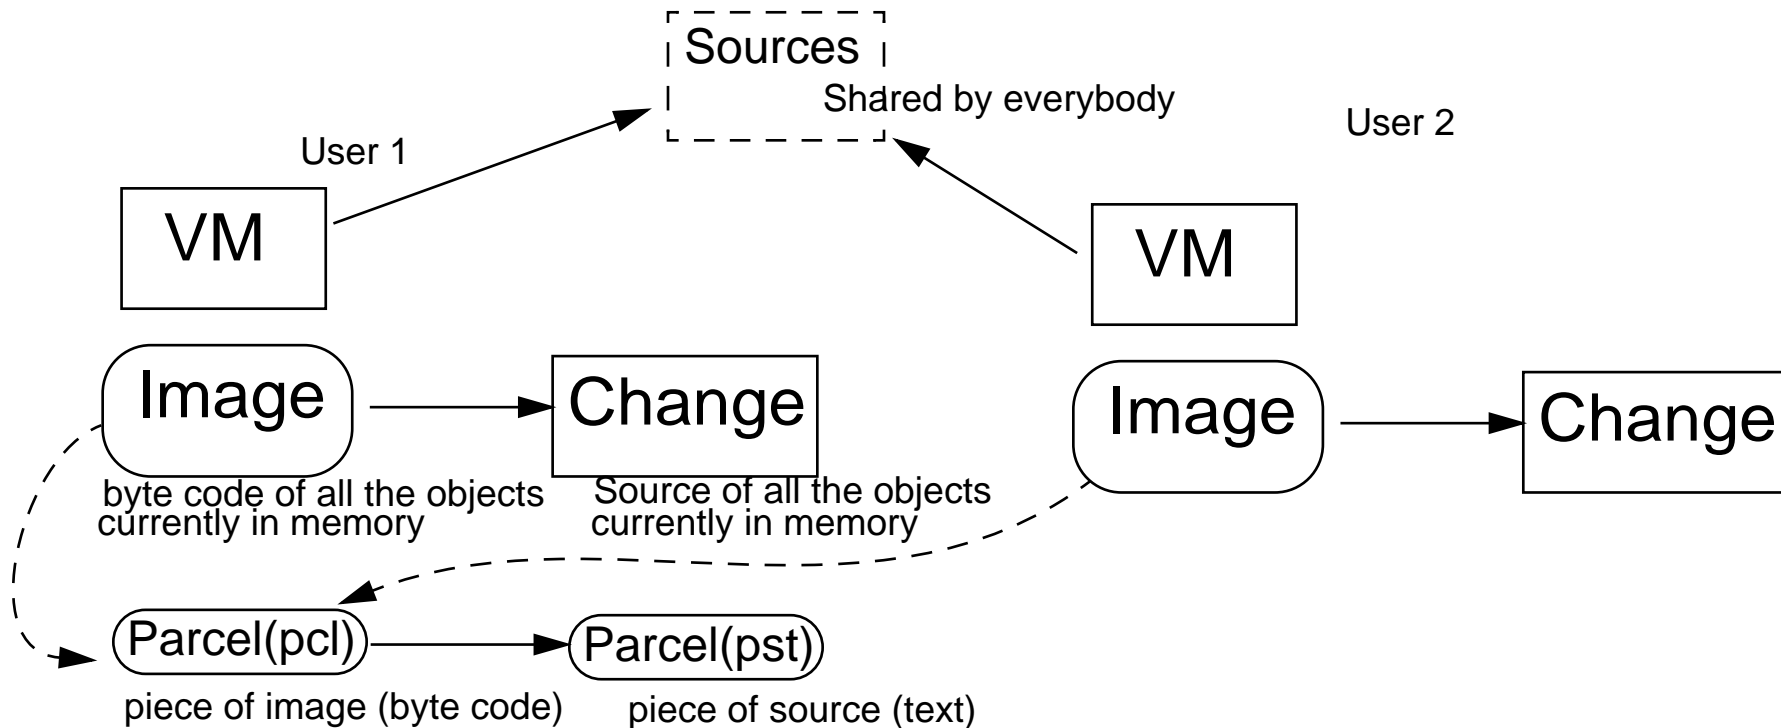 Sources
Shared by everybody
User 1
User 2
VM
VM
Image
Change
Image
Change
byte code of all the objects
currently in memory
Source of all the objects
currently in memory
Parcel(pcl)
Parcel(pst)
piece of image (byte code)
piece of source (text)